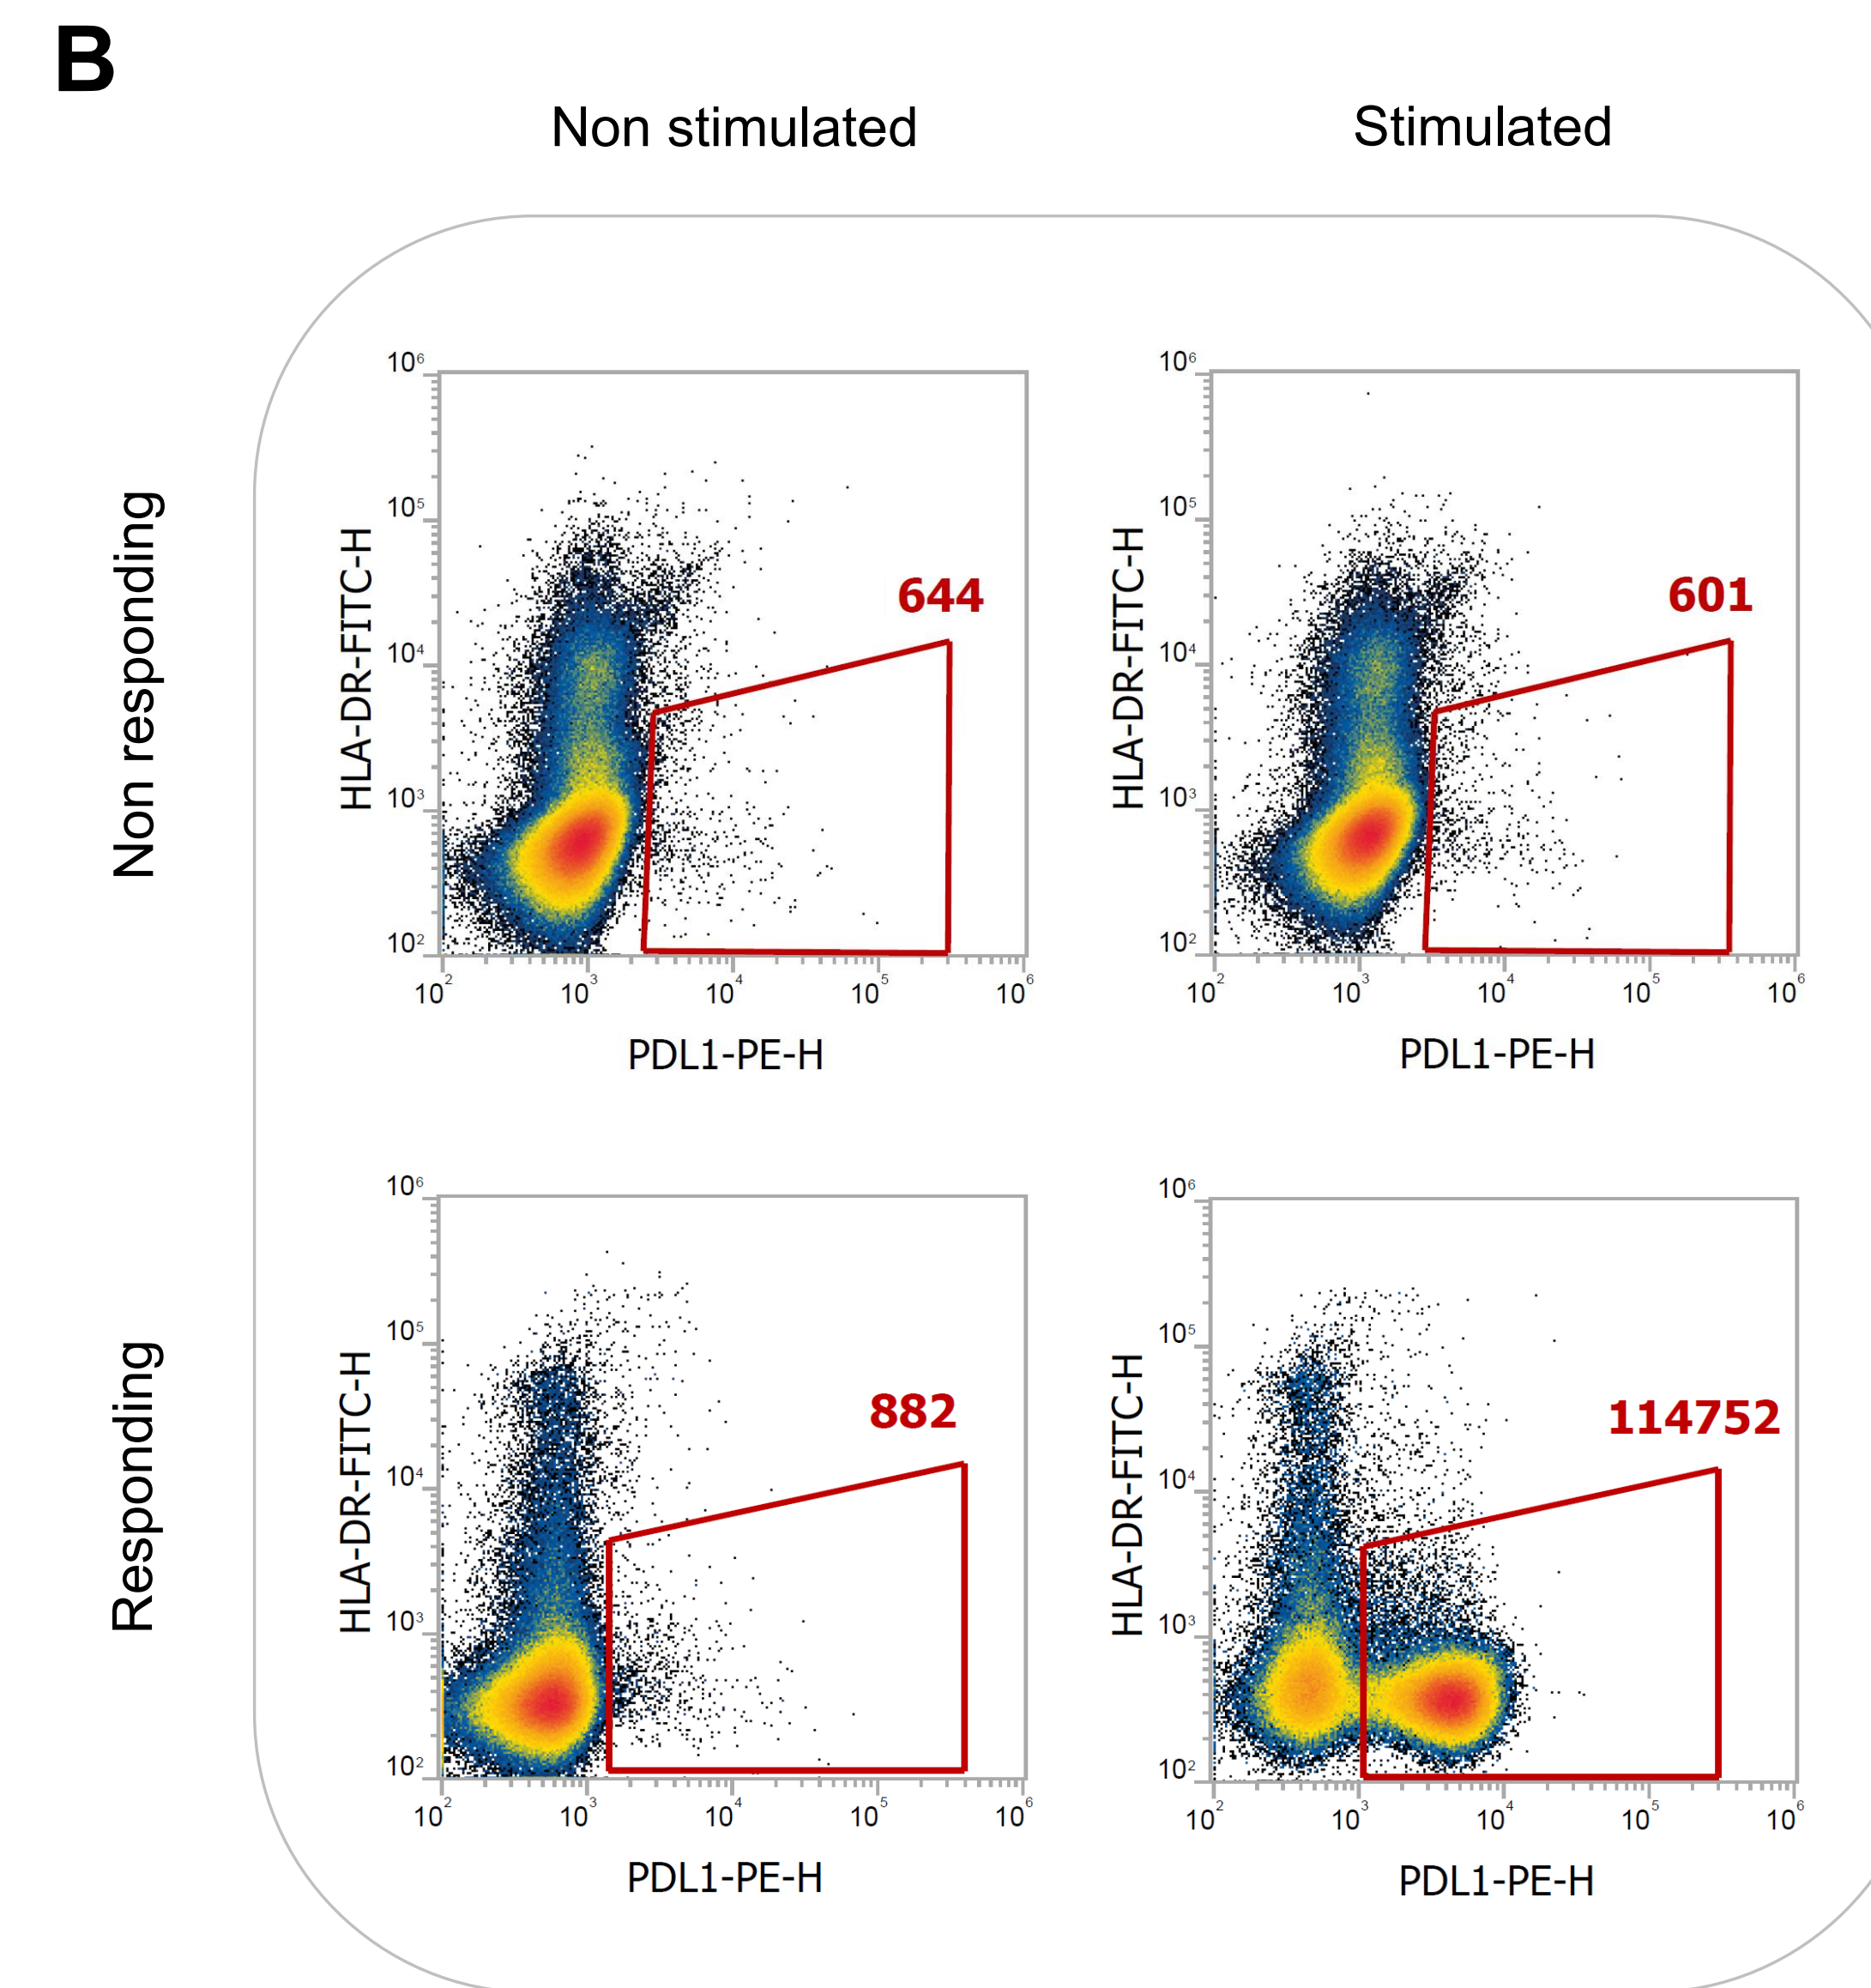 B
Non stimulated
Stimulated
Non responding
10⁶
10⁵
10⁴
10³
10²
HLA-DR-FITC-H
644
10² 10³ 10⁴ 10⁵ 10⁶
PDL1-PE-H
10⁶
10⁵
10⁴
10³
10²
HLA-DR-FITC-H
601
10² 10³ 10⁴ 10⁵ 10⁶
PDL1-PE-H
Responding
10⁶
10⁵
10⁴
10³
10²
HLA-DR-FITC-H
882
10² 10³ 10⁴ 10⁵ 10⁶
PDL1-PE-H
10⁶
10⁵
10⁴
10³
10²
HLA-DR-FITC-H
114752
10² 10³ 10⁴ 10⁵ 10⁶
PDL1-PE-H